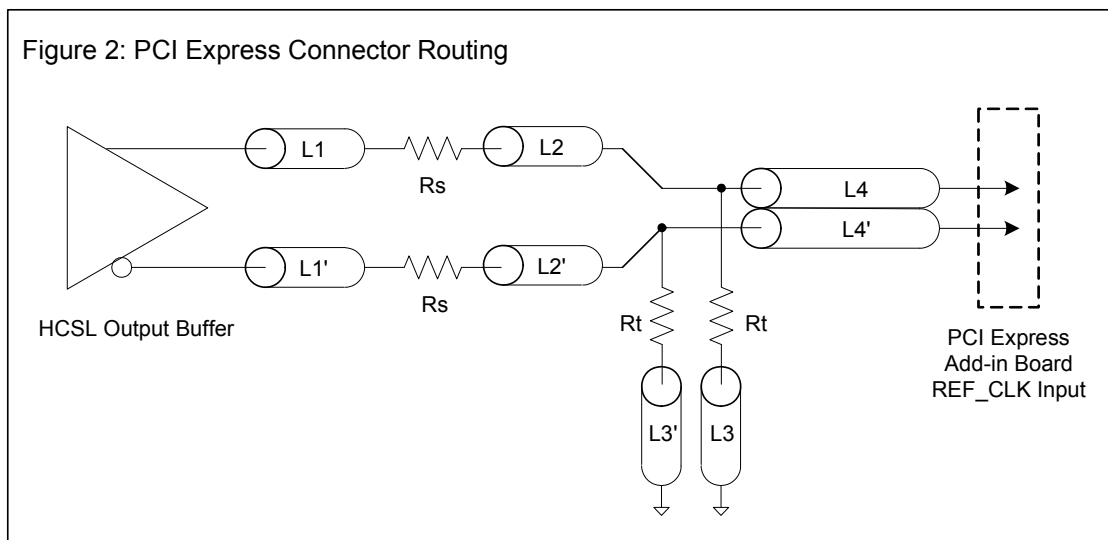 Figure 2: PCI Express Connector Routing
L1
Rs
L2
L4
L4'
L1'
Rs
L2'
HCSL Output Buffer
Rt
Rt
L3'
L3
PCI Express
Add-in Board
REF_CLK Input